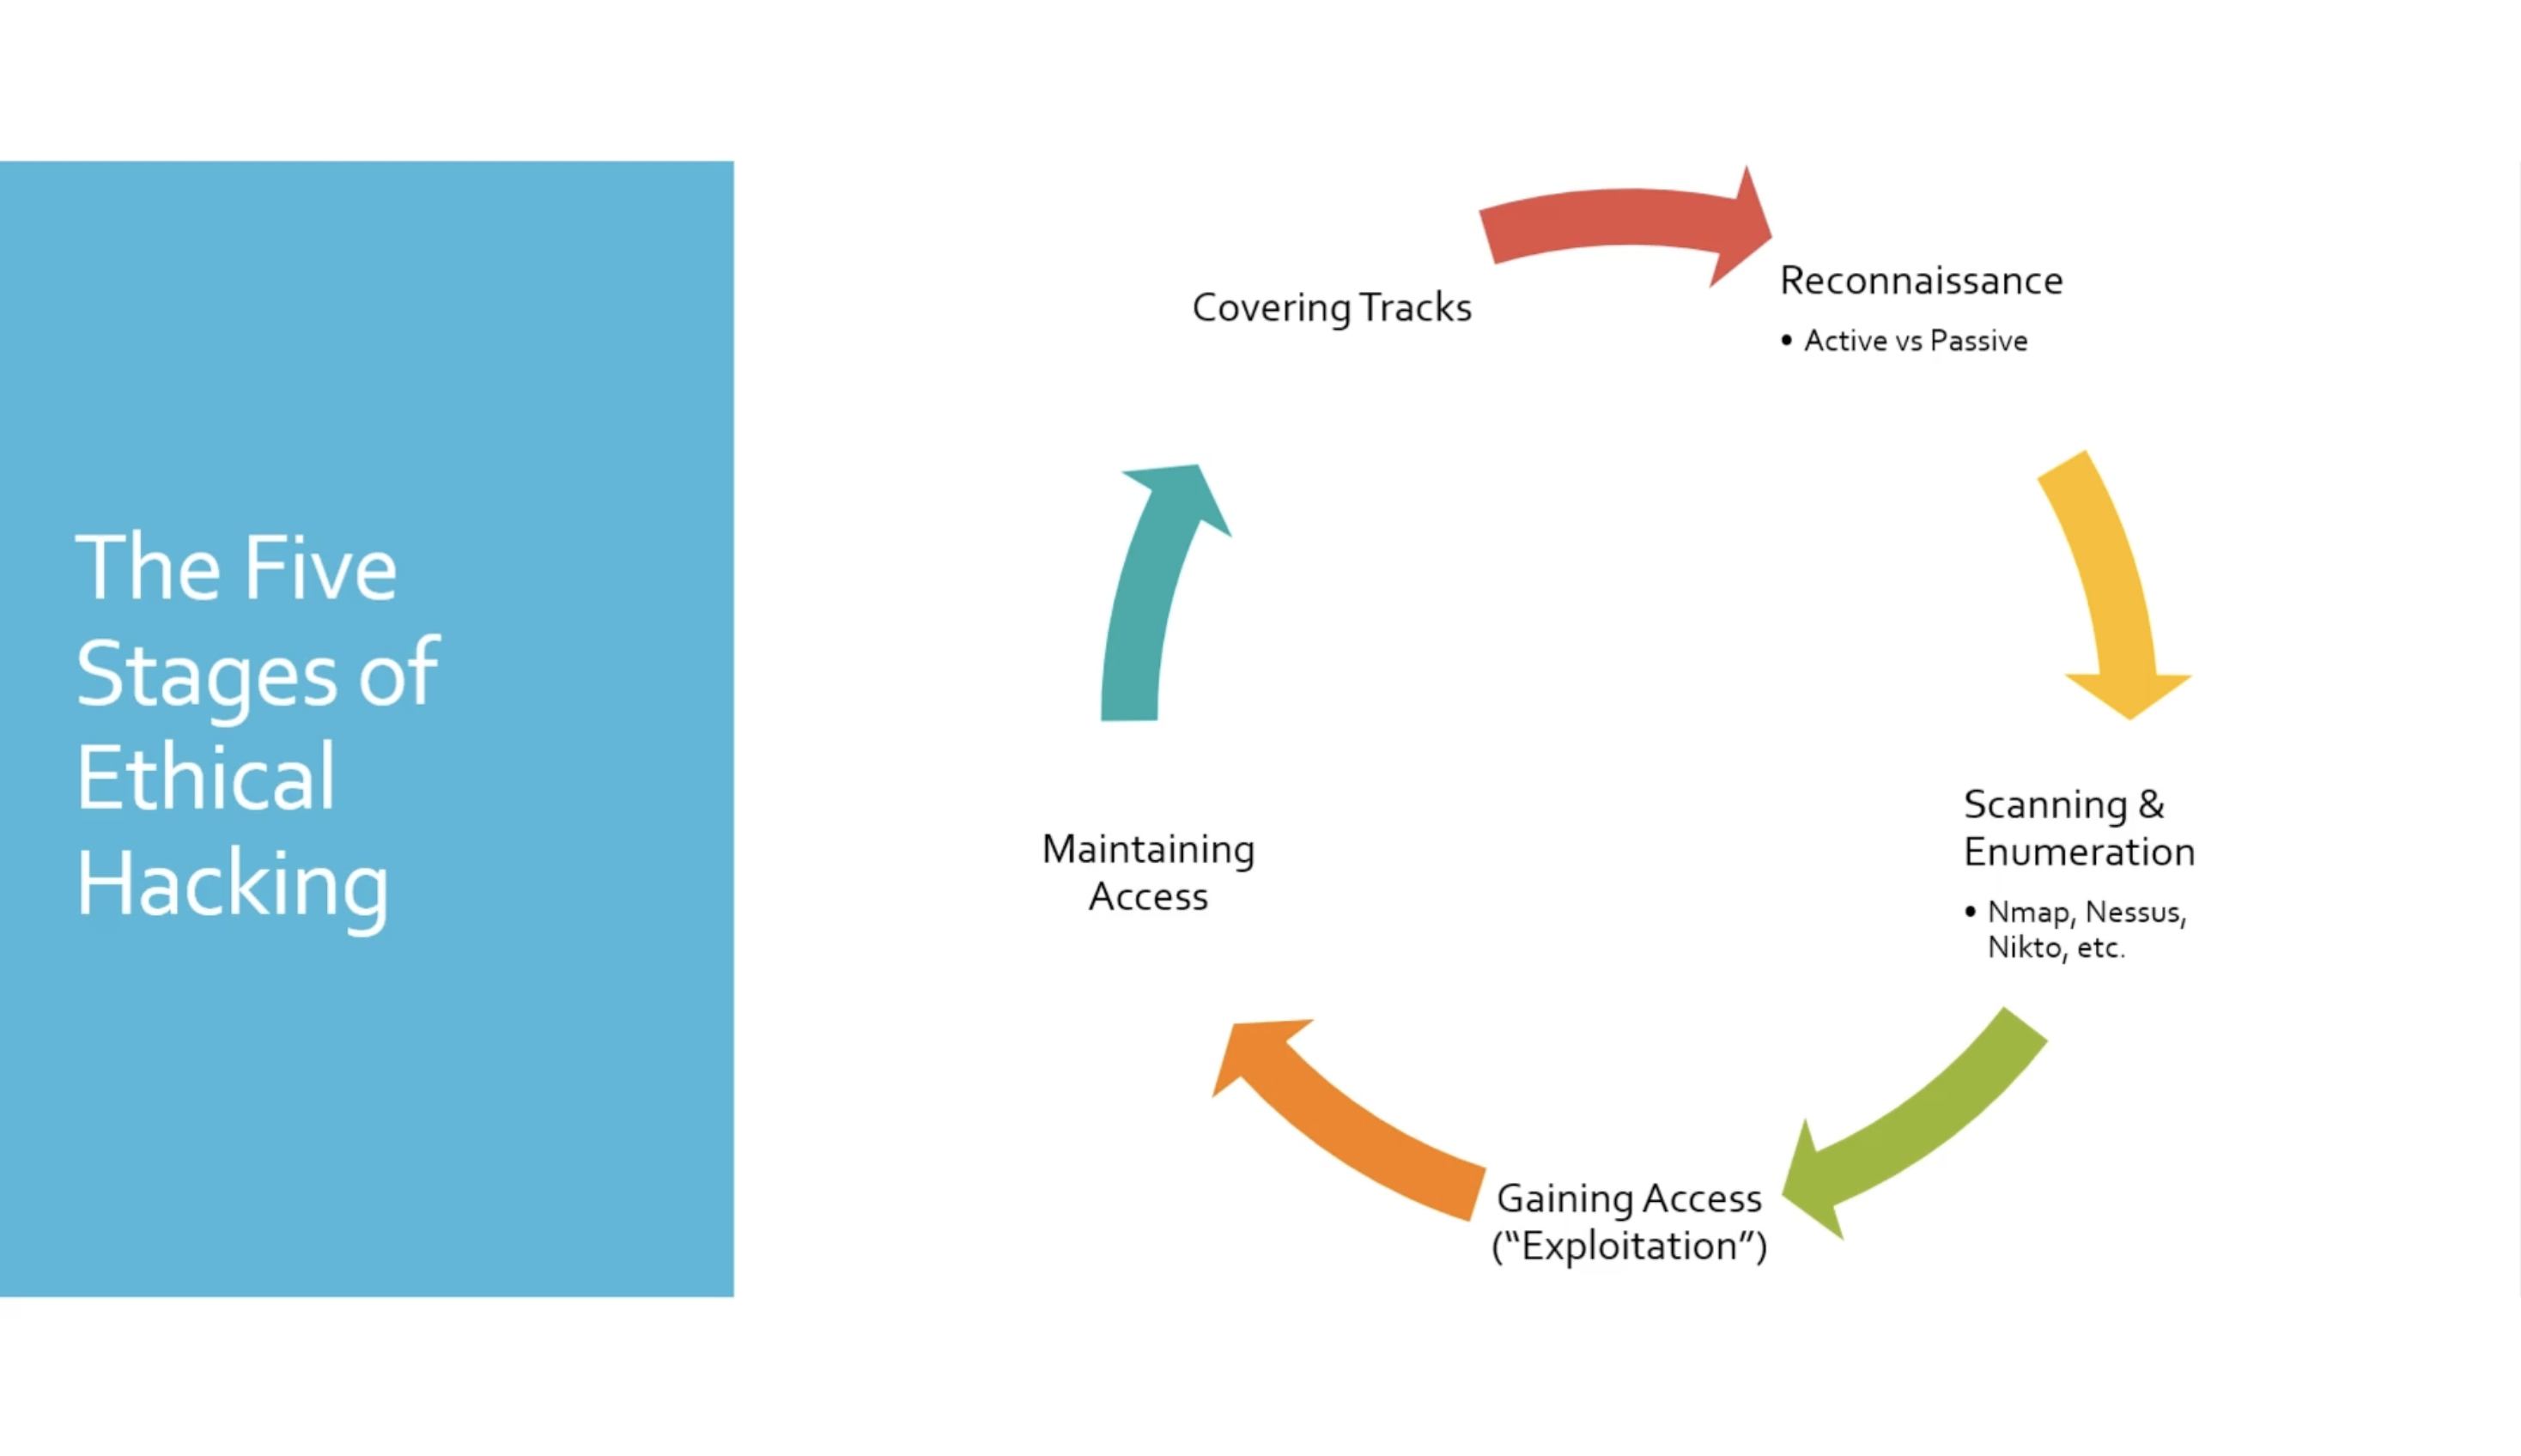 The Five
Stages of
Ethical
Hacking
Reconnaissance
• Active vs Passive
Scanning &
Enumeration
• Nmap, Nessus,
Nikto, etc.
Gaining Access
(“Exploitation”)
Maintaining
Access
Covering Tracks